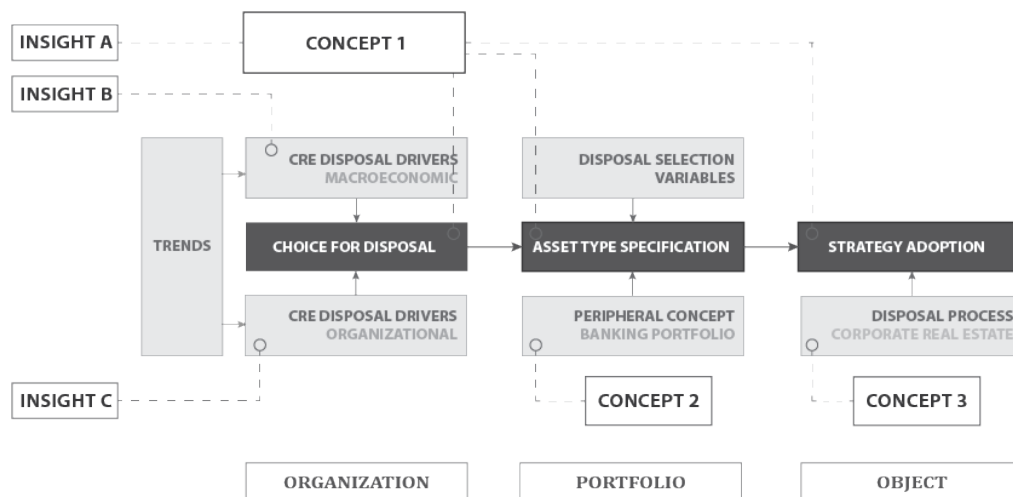 INSIGHT A
CONCEPT 1
INSIGHT B
CRE DISPOSAL DRIVERS
MACROECONOMIC
DISPOSAL SELECTION
VARIABLES
TRENDS
CHOICE FOR DISPOSAL
ASSET TYPE SPECIFICATION
STRATEGY ADOPTION
CRE DISPOSAL DRIVERS
ORGANIZATIONAL
PERIPHERAL CONCEPT
BANKING PORTFOLIO
DISPOSAL PROCESS
CORPORATE REAL ESTATE
INSIGHT C
CONCEPT 2
CONCEPT 3
ORGANIZATION
PORTFOLIO
OBJECT